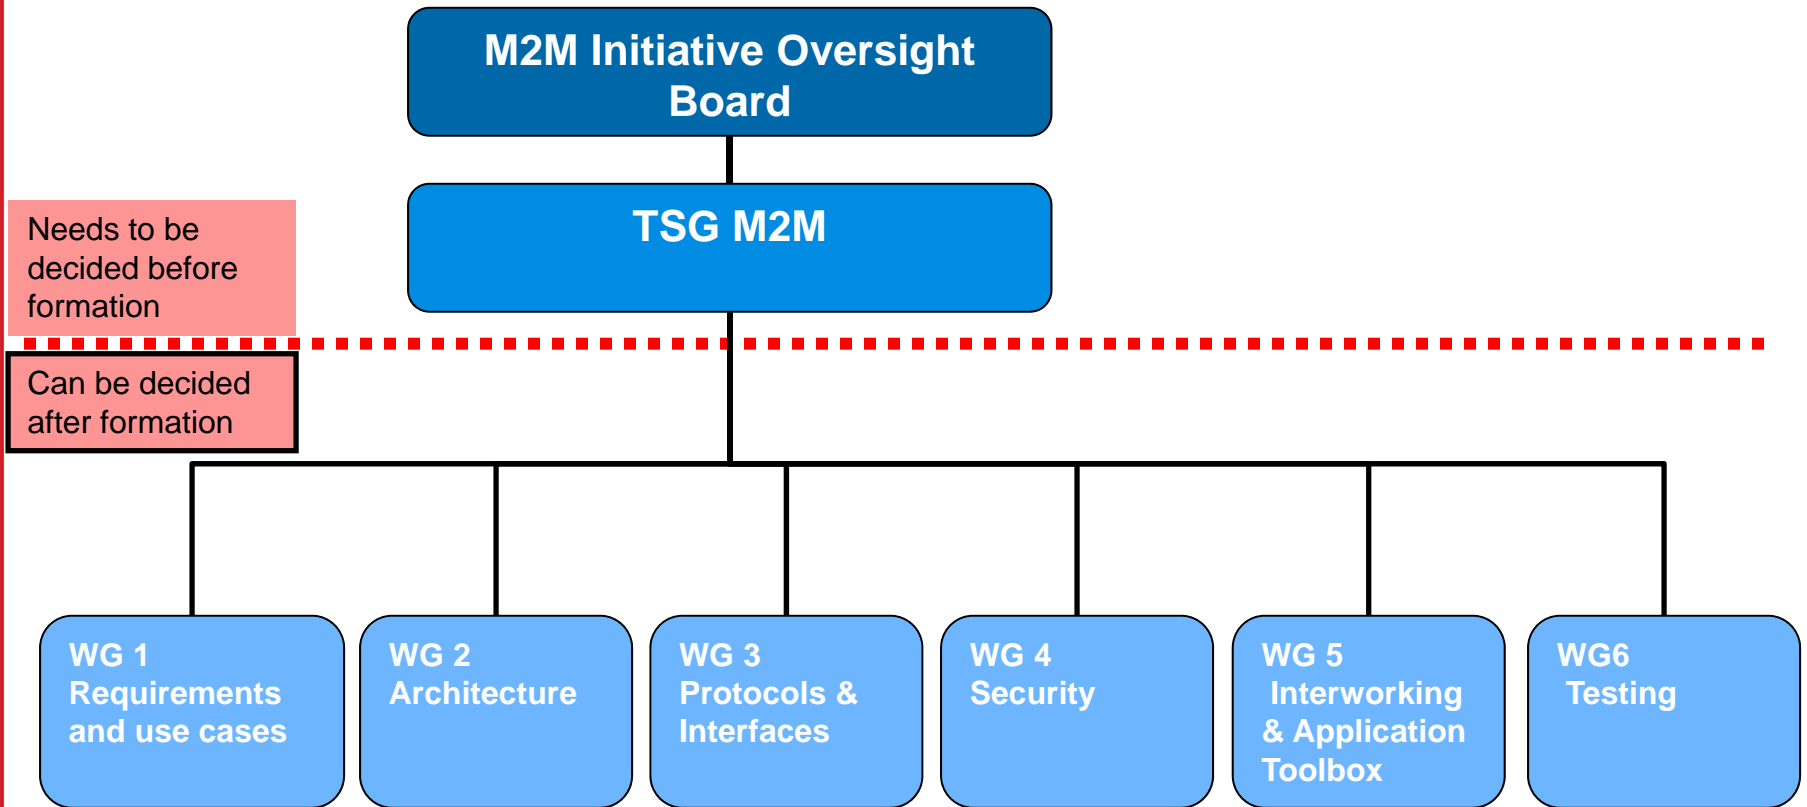 M2M Initiative Oversight
Board
TSG M2M
Needs to be
decided before
formation
Can be decided
after formation
WG 1
Requirements
and use cases
WG 2
Architecture
WG 3
Protocols &
Interfaces
WG 4
Security
WG 5
Interworking
& Application
Toolbox
WG6
Testing